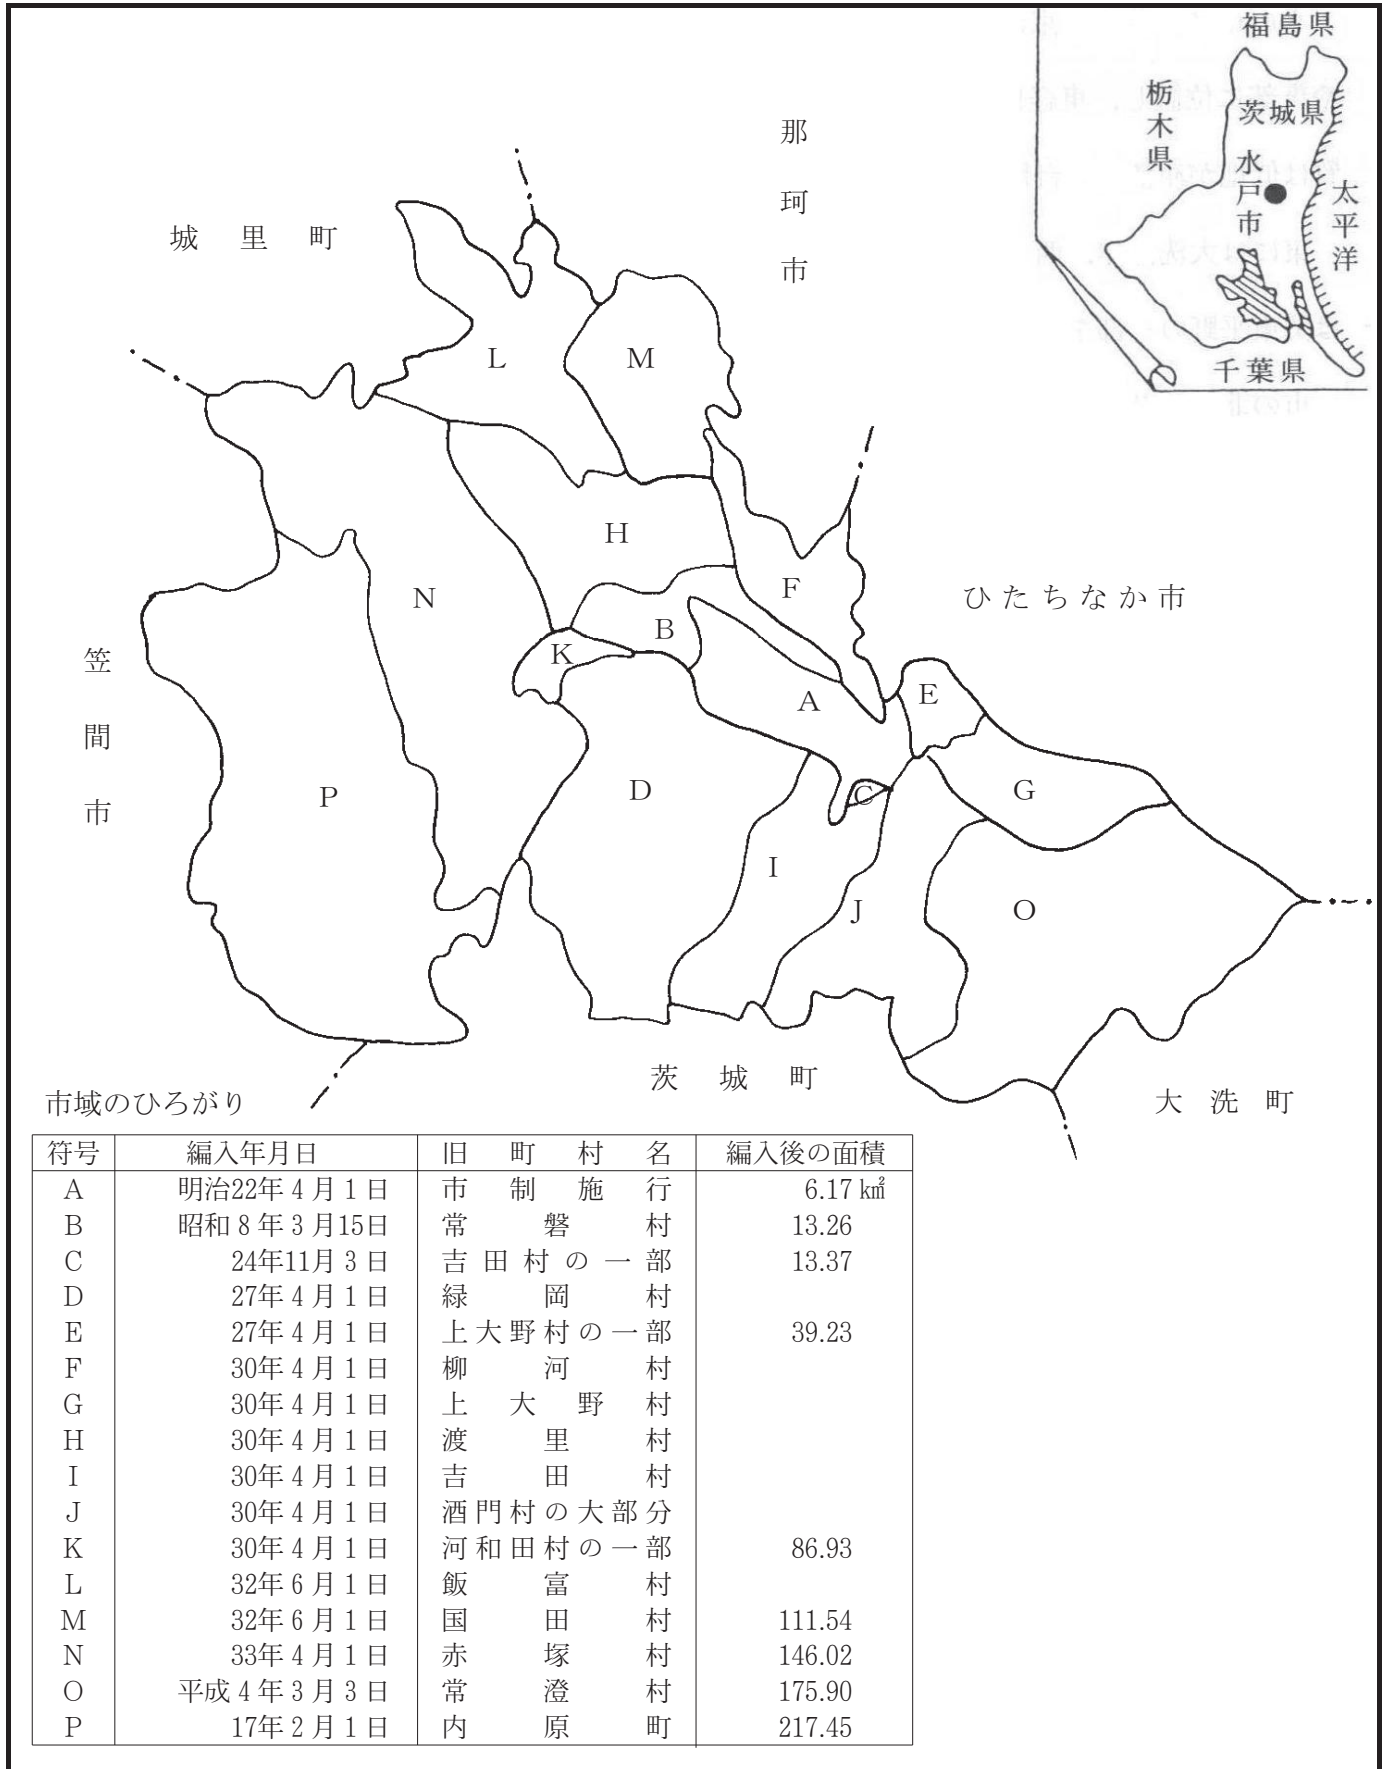 福島県
栃木県
茨城県
水戸市
太平洋
千葉県
那珂市
城里町
L
M
H
F
N
ひたちなか市
B
K
笠間市
A
E
P
D
C
G
I
J
O
茨城町
大洗町
市域のひろがり
符号 編入年月日 旧町村名 編入後の面積
A 明治22年4月1日 市制施行 6.17㎢
B 昭和8年3月15日 常磐村 13.26
C 24年11月3日 吉田村の一部 13.37
D 27年4月1日 緑岡村
E 27年4月1日 上大野村の一部 39.23
F 30年4月1日 柳河村
G 30年4月1日 上大野村
H 30年4月1日 渡里村
I 30年4月1日 吉田村
J 30年4月1日 酒門村の大部分
K 30年4月1日 河和田村の一部 86.93
L 32年6月1日 飯富村
M 32年6月1日 国田村 111.54
N 33年4月1日 赤塚村 146.02
O 平成4年3月3日 常澄村 175.90
P 17年2月1日 内原町 217.45